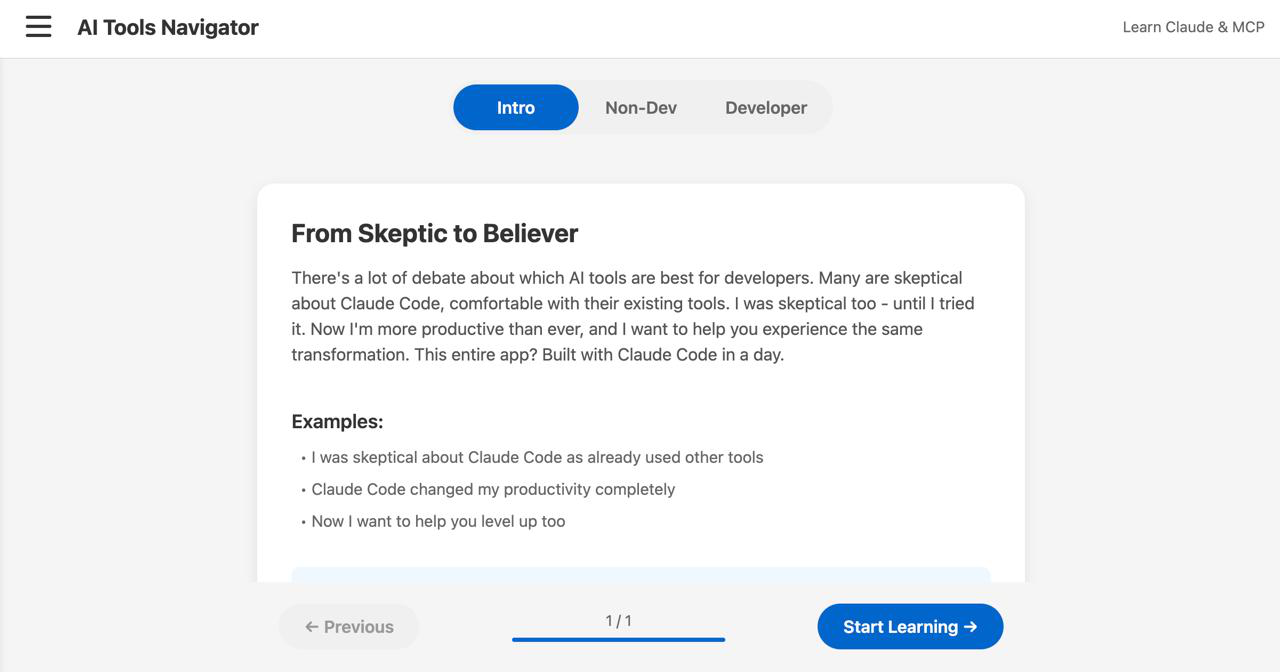 AI Tools Navigator
Learn Claude & MCP
Intro
Non-Dev
Developer
From Skeptic to Believer
There's a lot of debate about which AI tools are best for developers. Many are skeptical
about Claude Code, comfortable with their existing tools. I was skeptical too - until I tried
it. Now I'm more productive than ever, and I want to help you experience the same
transformation. This entire app? Built with Claude Code in a day.
Examples:
• I was skeptical about Claude Code as already used other tools
• Claude Code changed my productivity completely
• Now I want to help you level up too
← Previous
1 / 1
Start Learning →